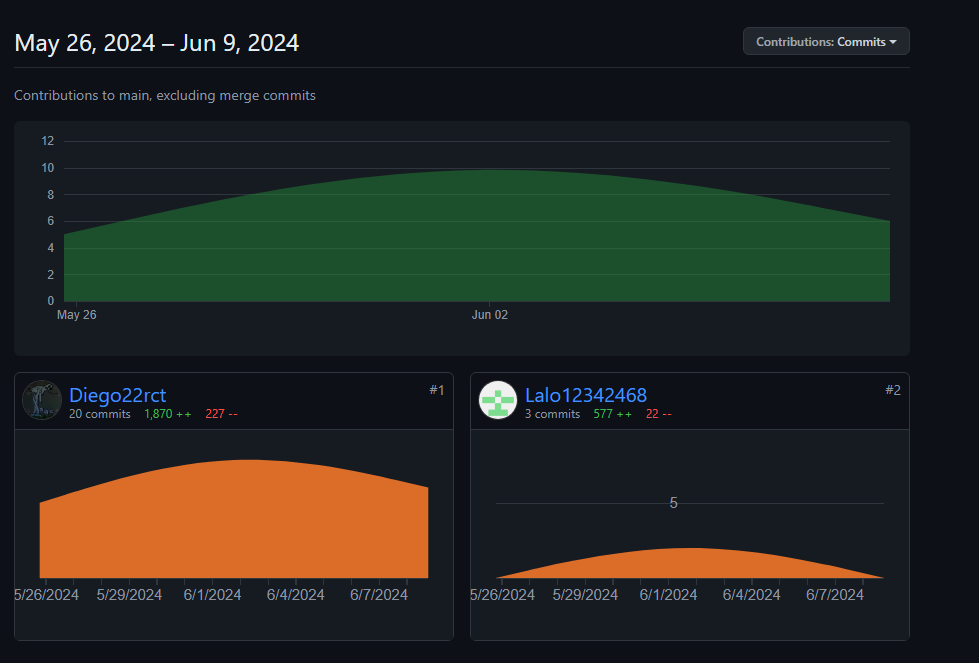 May 26, 2024 – Jun 9, 2024
Contributions: Commits
Contributions to main, excluding merge commits
12
10
8
6
4
2
0
May 26
Jun 02
Diego22rct
#1
20 commits 1,870 ++ 227 --
5/26/2024 5/29/2024 6/1/2024 6/4/2024 6/7/2024
Lalo12342468
#2
3 commits 577 ++ 22 --
5
5/26/2024 5/29/2024 6/1/2024 6/4/2024 6/7/2024